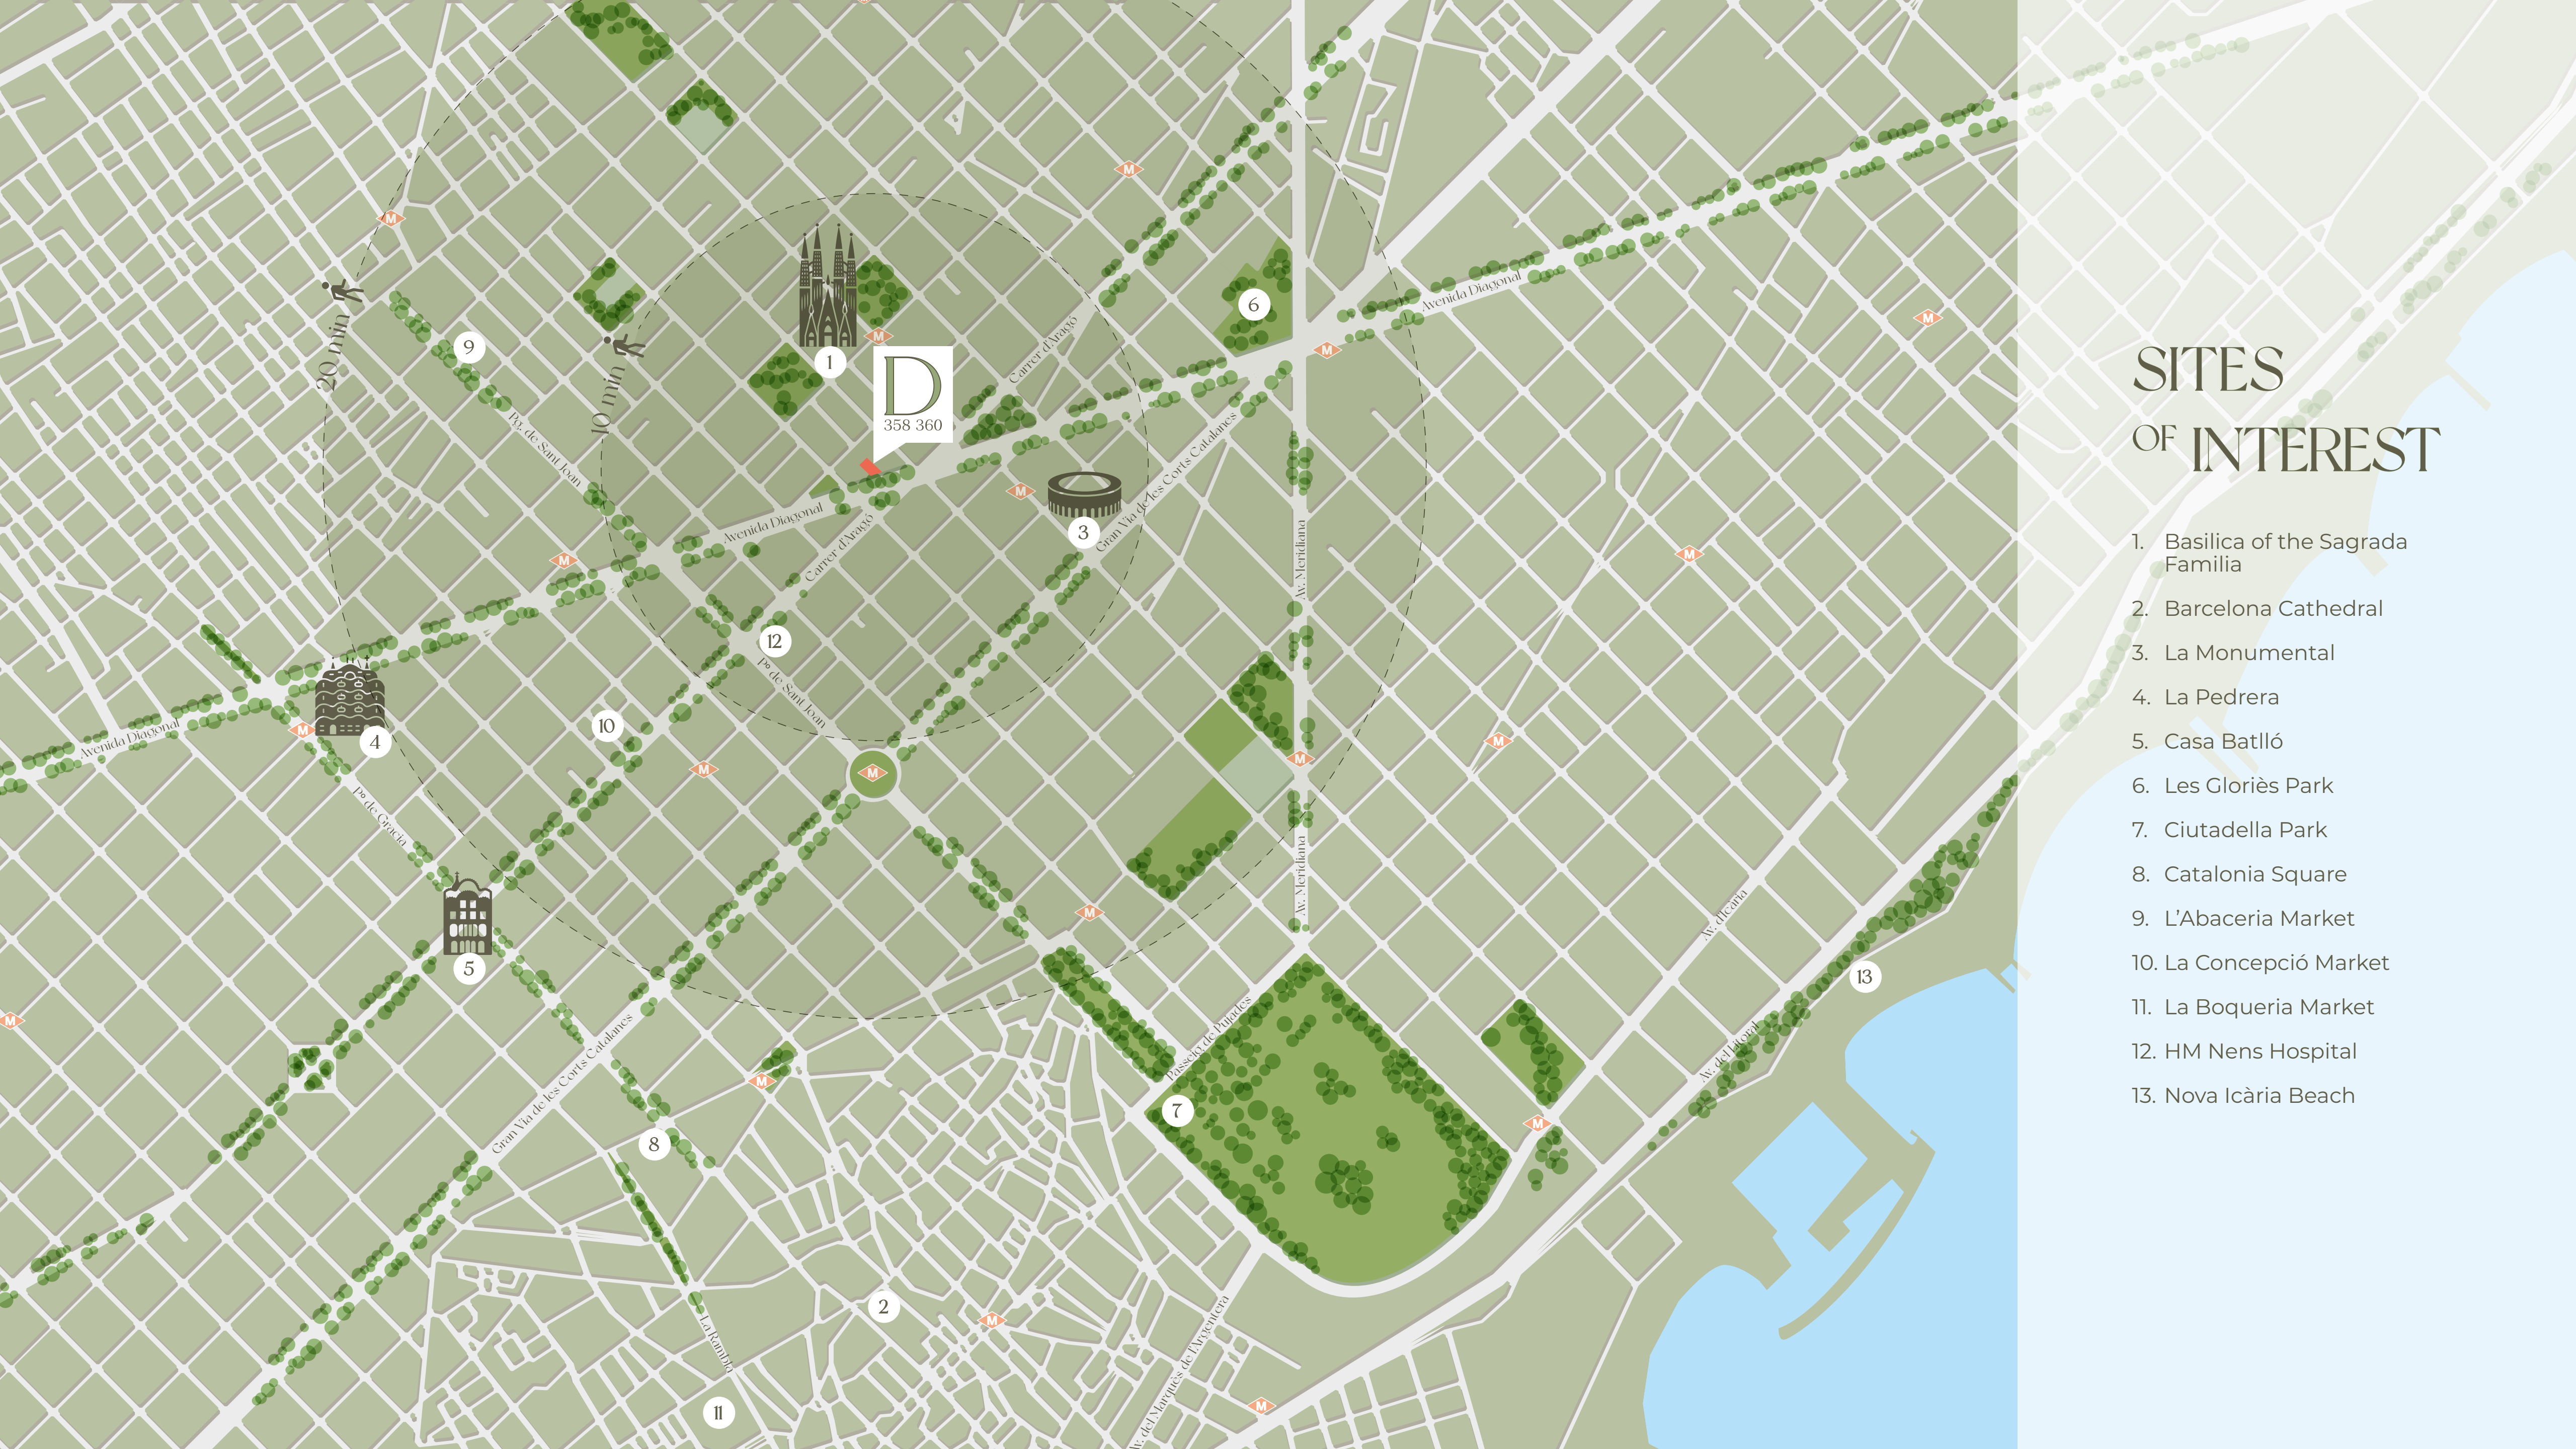 20 min
10 min
9
1
6
D
358 360
Carrer d'Aragó
Avenida Diagonal
M
M
M
M
M
M
Pg. de Sant Joan
3
Gran Via de les Corts Catalanes
Avenida Diagonal
Carrer d'Aragó
Av. Meridiana
M
M
M
12
Pº de Sant Joan
10
4
M
Avenida Diagonal
M
M
M
M
Pº de Gracia
Av. Meridiana
M
Av. d'Icaria
5
13
M
Gran Via de les Corts Catalanes
Passeig de Pujades
Av. del Litoral
M
7
M
8
2
M
La Rambla
Av. del Marquès de l'Argentera
11
M
SITES
OF INTEREST
1. Basilica of the Sagrada
Familia
2. Barcelona Cathedral
3. La Monumental
4. La Pedrera
5. Casa Batlló
6. Les Gloriès Park
7. Ciutadella Park
8. Catalonia Square
9. L'Abaceria Market
10. La Concepció Market
11. La Boqueria Market
12. HM Nens Hospital
13. Nova Icària Beach